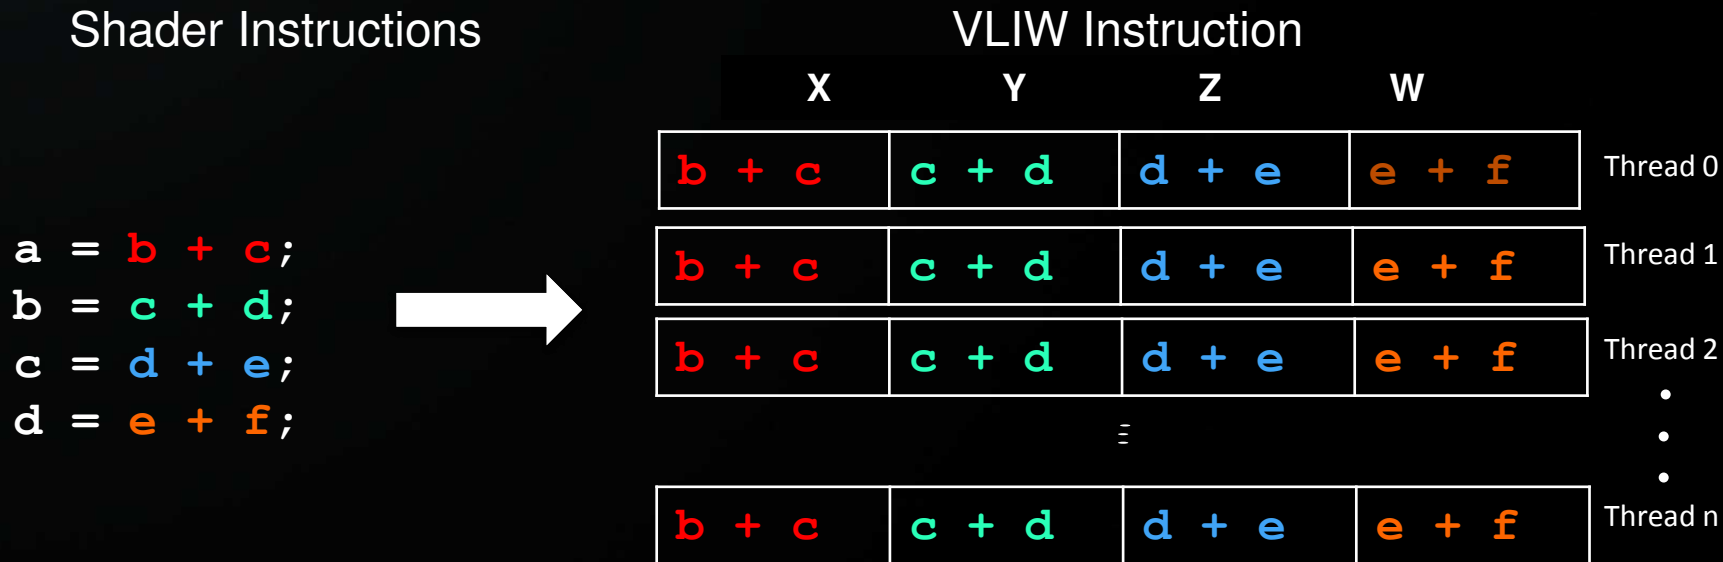 Shader Instructions
VLIW Instruction
X Y Z W
a = b + c;
b = c + d;
c = d + e;
d = e + f;
b + c c + d d + e e + f Thread 0
b + c c + d d + e e + f Thread 1
b + c c + d d + e e + f Thread 2
b + c c + d d + e e + f Thread n